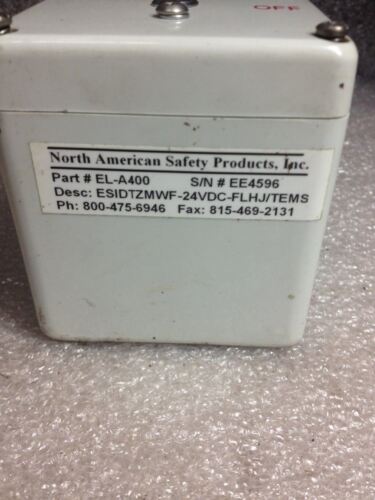 OFF
North American Safety Products, Inc.
Part # EL-A400 S/N # EE4596
Desc: ESIDTZMWF-24VDC-FLHJ/TEMS
Ph: 800-475-6946 Fax: 815-469-2131